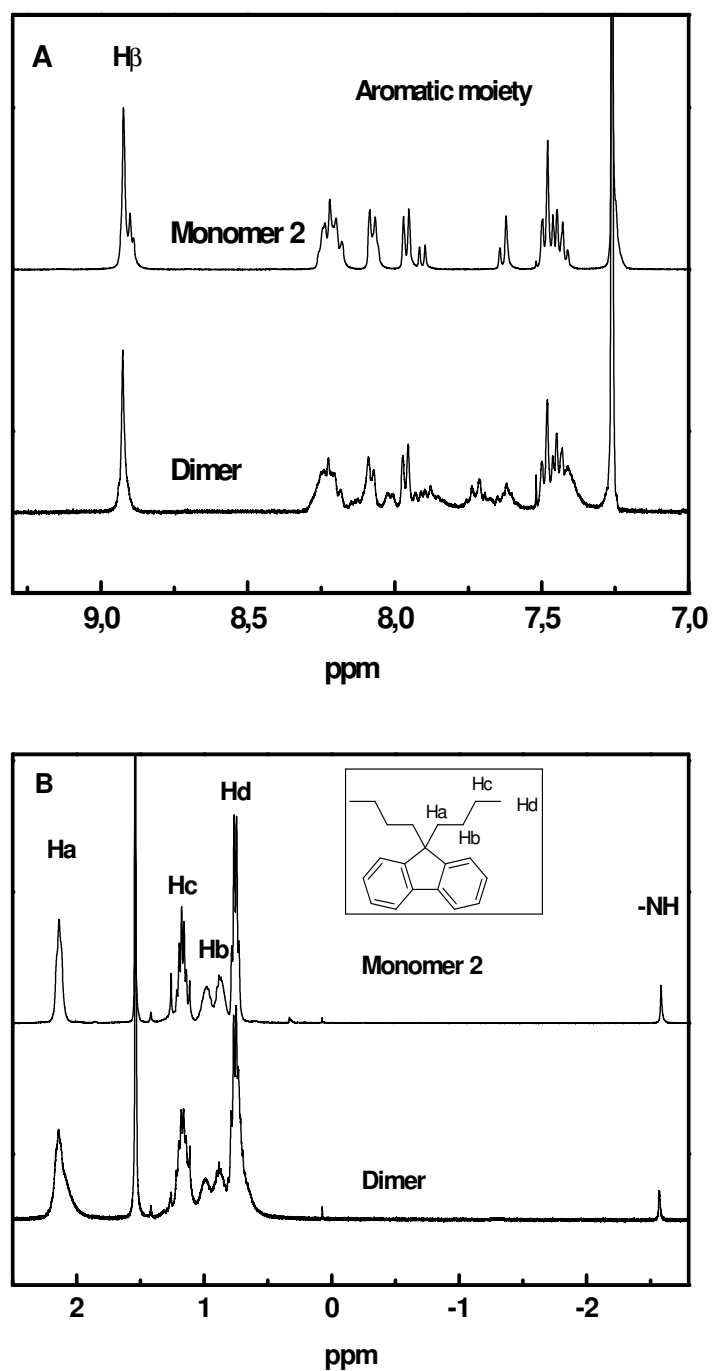 A
Hβ
Aromatic moiety
Monomer 2
Dimer
9,0 8,5 8,0 7,5 7,0
ppm
B
Ha
Hc
Hb
Hd
Hc
Ha
Hd
Hb
-NH
Monomer 2
Dimer
2 1 0 -1 -2
ppm